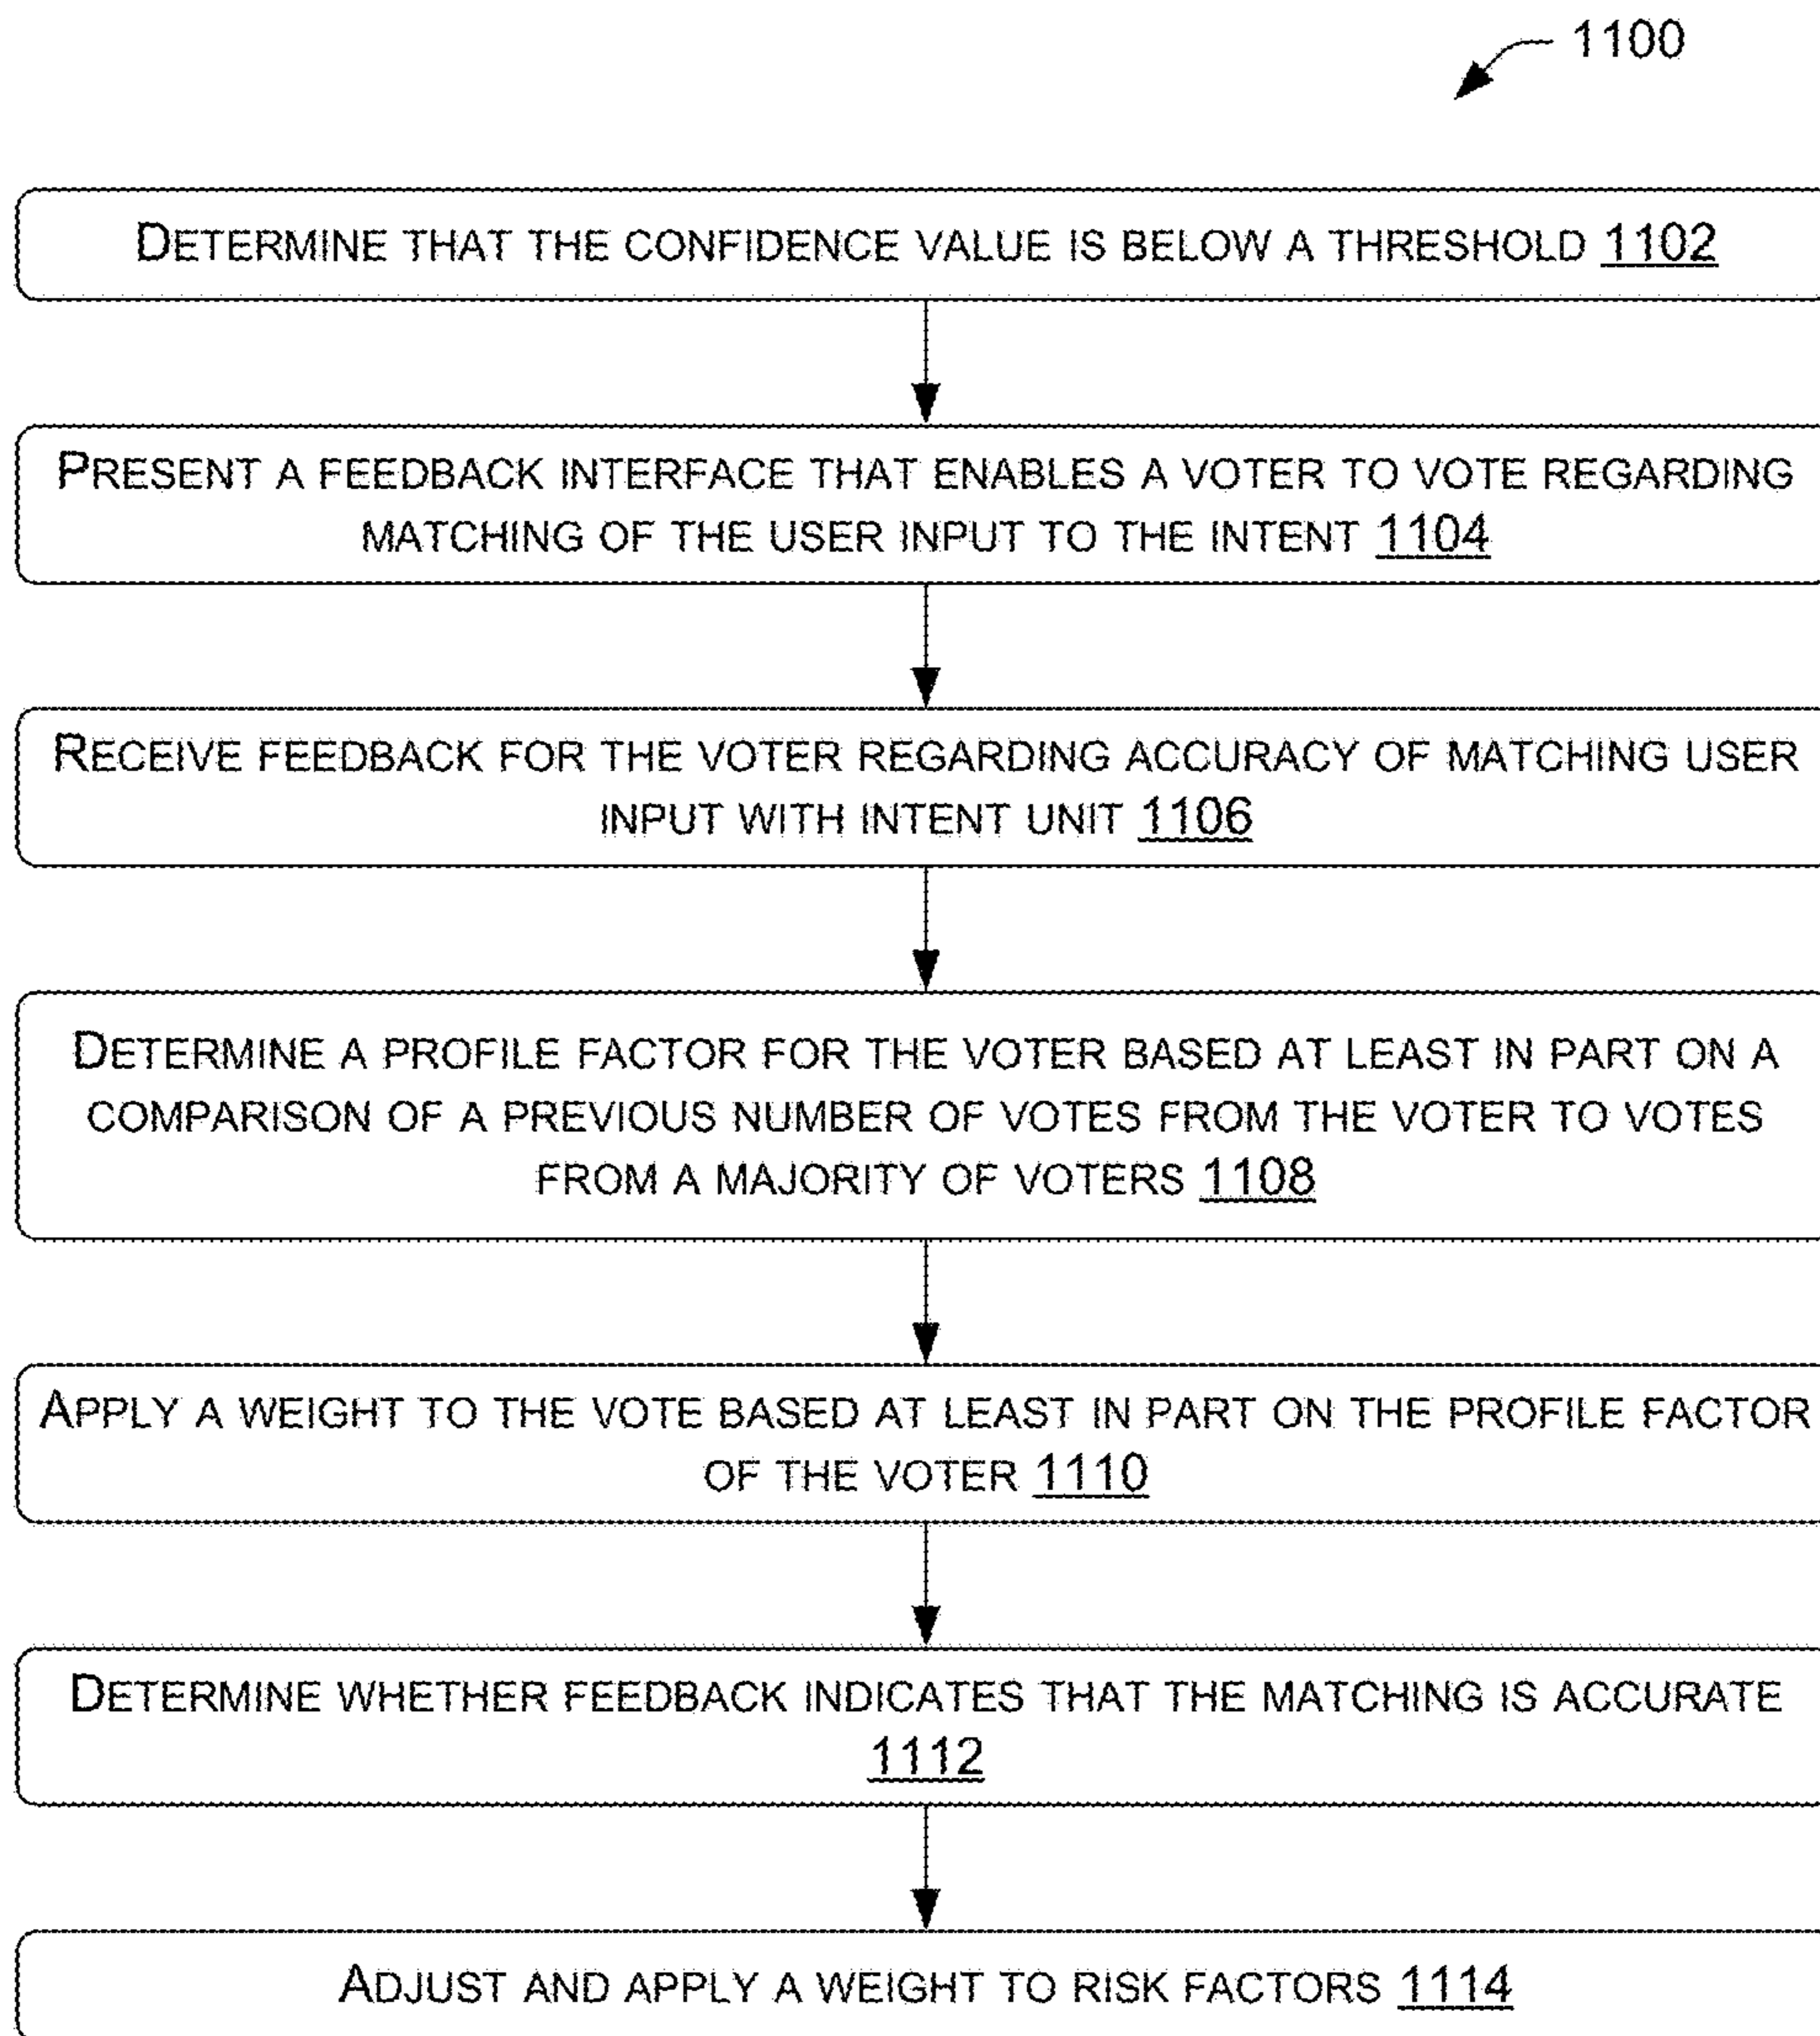 1100
DETERMINE THAT THE CONFIDENCE VALUE IS BELOW A THRESHOLD 1102
PRESENT A FEEDBACK INTERFACE THAT ENABLES A VOTER TO VOTE REGARDING
MATCHING OF THE USER INPUT TO THE INTENT 1104
RECEIVE FEEDBACK FOR THE VOTER REGARDING ACCURACY OF MATCHING USER
INPUT WITH INTENT UNIT 1106
DETERMINE A PROFILE FACTOR FOR THE VOTER BASED AT LEAST IN PART ON A
COMPARISON OF A PREVIOUS NUMBER OF VOTES FROM THE VOTER TO VOTES
FROM A MAJORITY OF VOTERS 1108
APPLY A WEIGHT TO THE VOTE BASED AT LEAST IN PART ON THE PROFILE FACTOR
OF THE VOTER 1110
DETERMINE WHETHER FEEDBACK INDICATES THAT THE MATCHING IS ACCURATE
1112
ADJUST AND APPLY A WEIGHT TO RISK FACTORS 1114